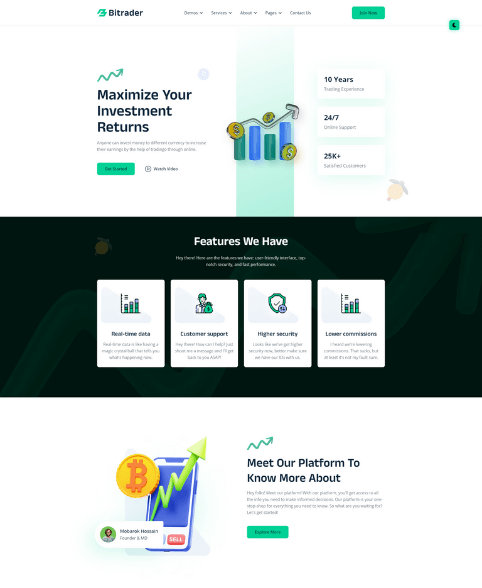 Bitrader
Demos Services About Pages Contact Us
Join Now
Maximize Your
Investment
Returns
Anyone can invest money to different currency to increase
their earnings by the help of Bitrader through online.
Get Started
Watch Video
10 Years
Trading Experience
24/7
Online Support
25K+
Satisfied Customers
Features We Have
Hey there! Here are the features we have: user-friendly interface, top-
notch security, and fast performance.
Real-time data
Real-time data is like having a
magic crystal ball that tells you
what's happening now.
Customer support
Hey there! How can I help? Just
shoot me a message and I'll get
back to you ASAP!
Higher security
Looks like we've got higher
security now, better make sure
we have our IDs with us.
Lower commissions
I heard we're lowering
commissions. That sucks, but
at least it's not my fault cure.
Meet Our Platform To
Know More About
Hey folks! Meet our platform! With our platform, you'll get access to all
the info you need to make informed decisions. Our platform is your one
stop shop for everything you need to know. So what are you waiting for?
Let's get started!
Explore More
Mobarok Hossain
Founder & MD
SELL